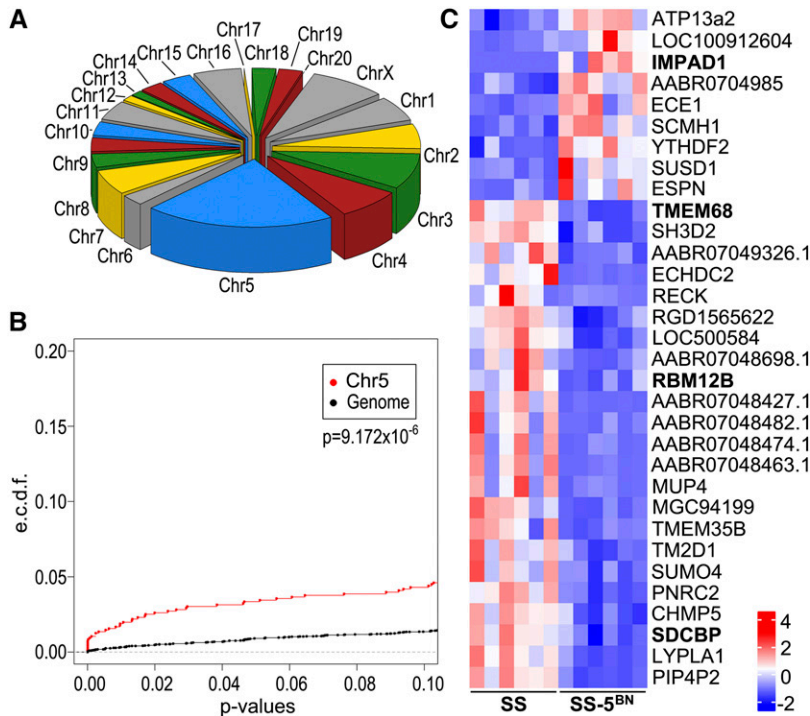 A
Chr17
Chr16
Chr15
Chr14
Chr13
Chr12
Chr11
Chr10
Chr9
Chr8
Chr7
Chr6
Chr5
Chr4
Chr3
Chr2
Chr1
ChrX
Chr20
Chr19
Chr18
B
e.c.d.f.
0.20
0.15
0.10
0.05
0.00
Chr5
Genome
p=9.172x10-6
0.00 0.02 0.04 0.06 0.08 0.10
p-values
C
ATP13a2
LOC100912604
IMPAD1
AABR0704985
ECE1
SCMH1
YTHDF2
SUSD1
ESPN
TMEM68
SH3D2
AABR07049326.1
ECHDC2
RECK
RGD1565622
LOC500584
AABR07048698.1
RBM12B
AABR07048427.1
AABR07048482.1
AABR07048474.1
AABR07048463.1
MUP4
MGC94199
TMEM35B
TM2D1
SUMO4
PNRC2
CHMP5
SDCBP
LYPLA1
PIP4P2
SS SS-5BN
4
2
0
-2